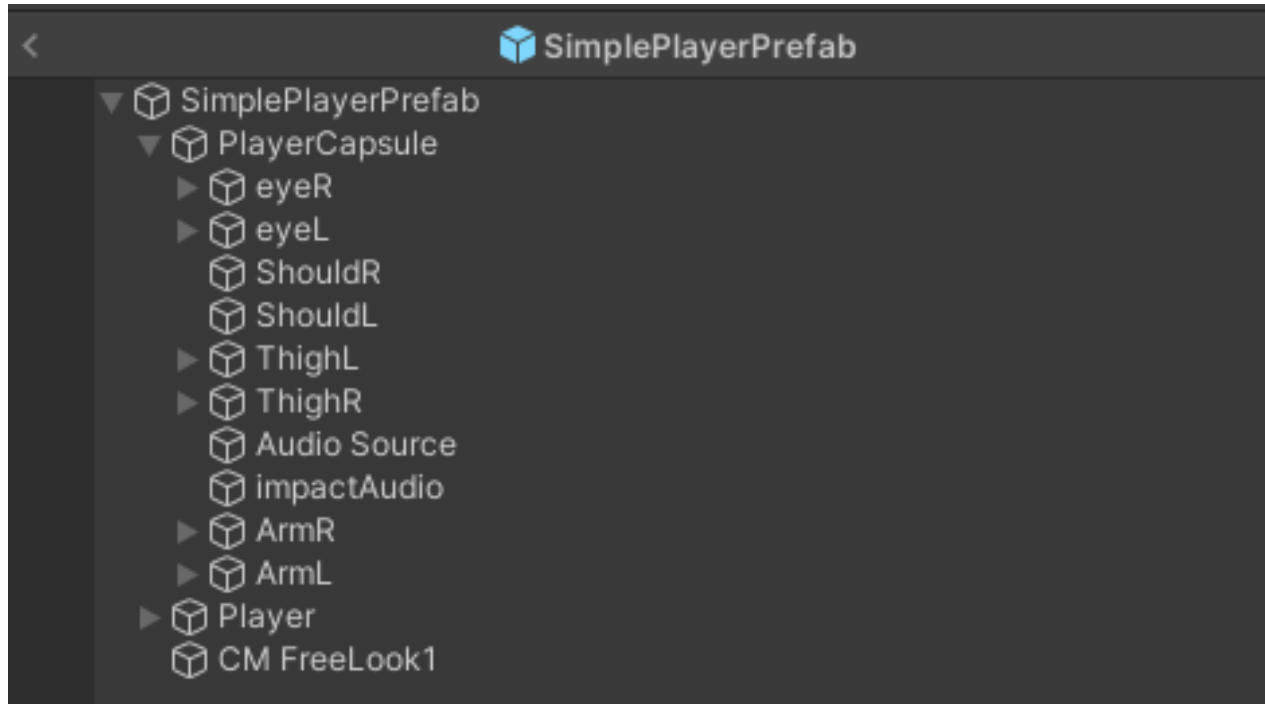 SimplePlayerPrefab
SimplePlayerPrefab
PlayerCapsule
eyeR
eyeL
ShouldR
ShouldL
ThighL
ThighR
Audio Source
impactAudio
ArmR
ArmL
Player
CM FreeLook1